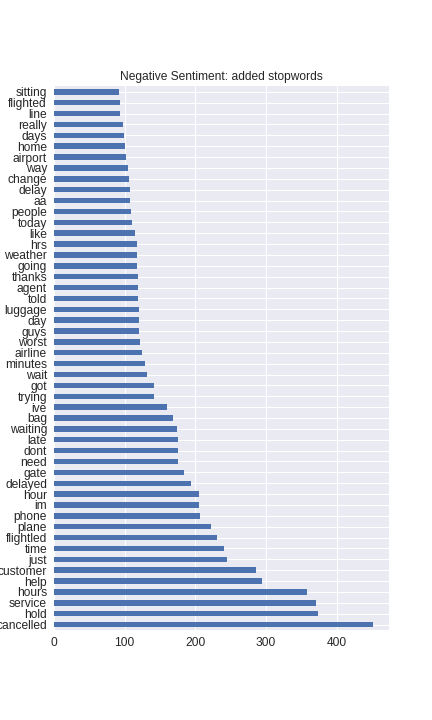 Negative Sentiment: added stopwords
sitting
flighted
line
really
days
home
airport
way
change
delay
aa
people
today
like
hrs
weather
going
thanks
agent
told
luggage
day
guys
worst
airline
minutes
wait
got
trying
ive
bag
waiting
late
dont
need
gate
delayed
hour
im
phone
plane
flightled
time
just
customer
help
hours
service
hold
cancelled
0 100 200 300 400